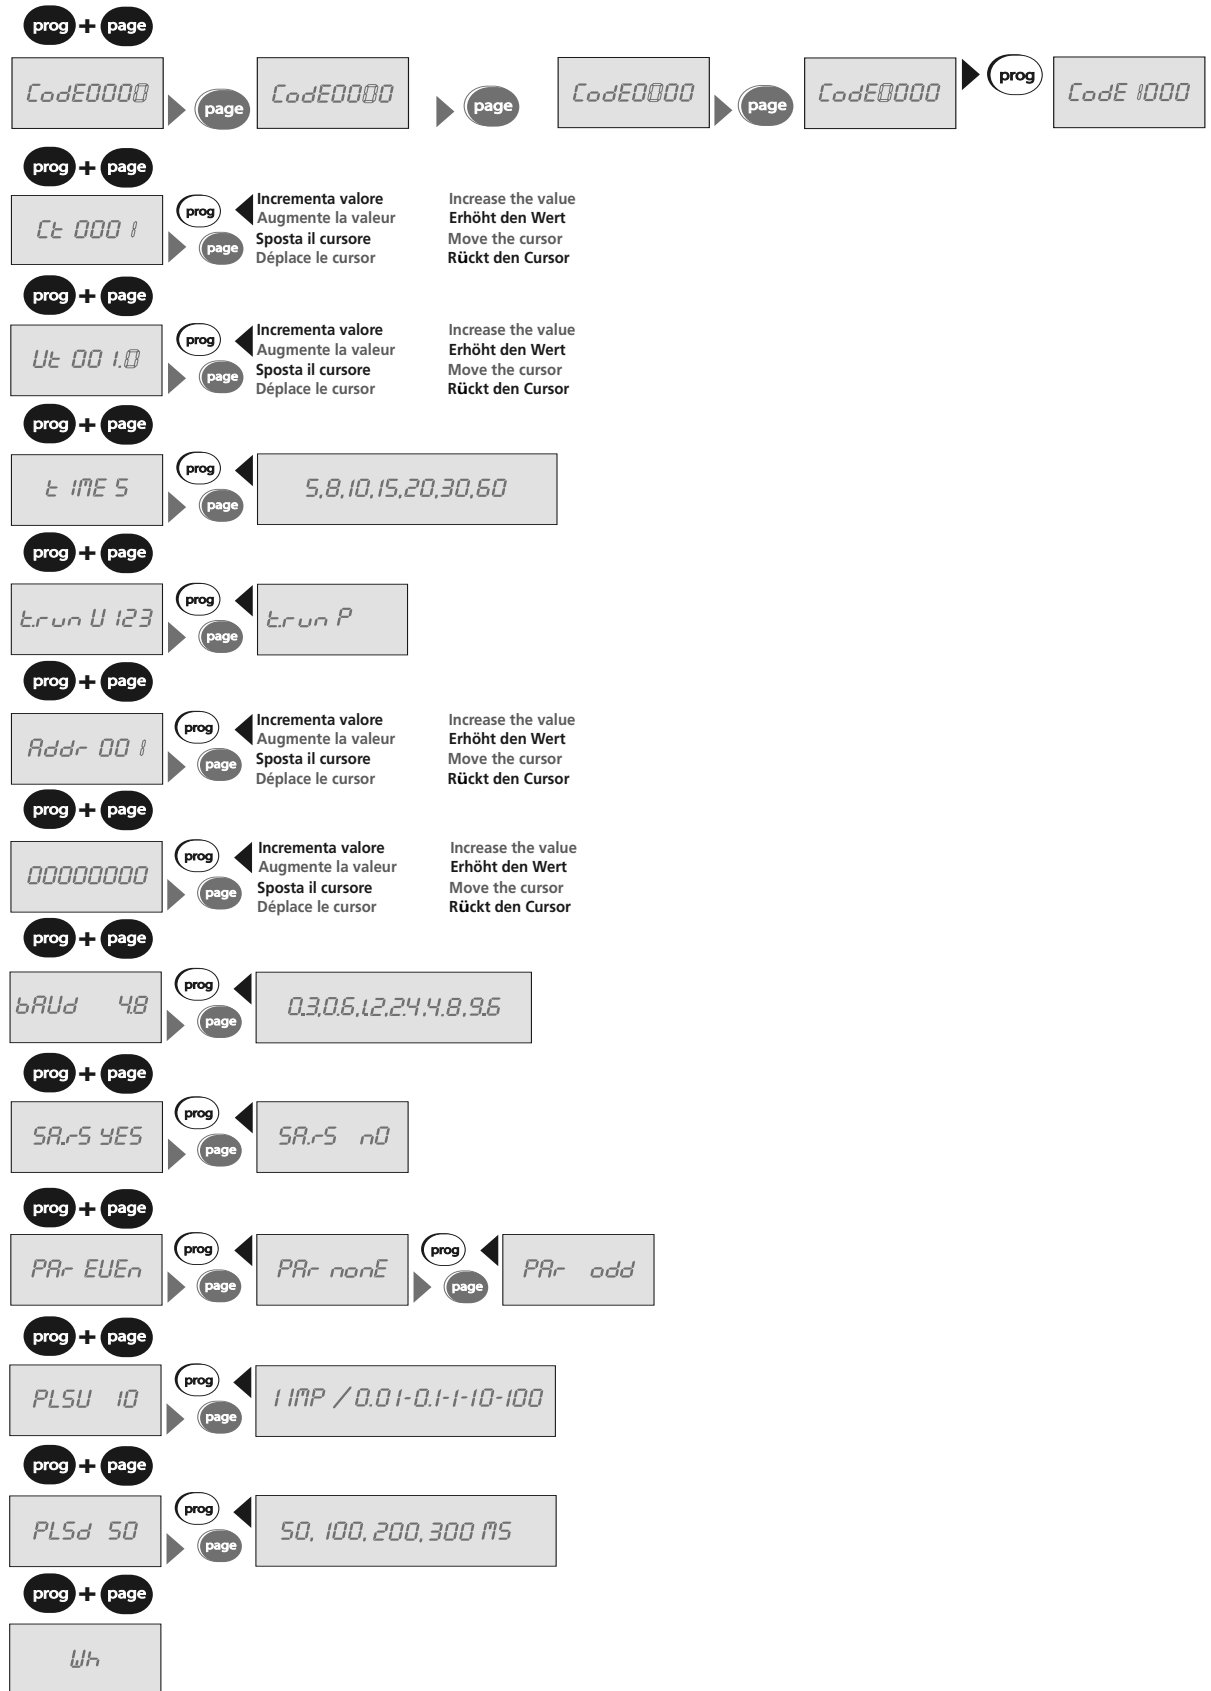 prog + page
CodE0000 page CodE0000 page CodE0000 page CodE0000 prog CodE 1000
prog + page
Ct 0001 prog page
Incrementa valore Increase the value
Augmente la valeur Erhöht den Wert
Sposta il cursore Move the cursor
Déplace le cursor Rückt den Cursor
prog + page
Ut 001.0 prog page
Incrementa valore Increase the value
Augmente la valeur Erhöht den Wert
Sposta il cursore Move the cursor
Déplace le cursor Rückt den Cursor
prog + page
t IME 5 prog page 5,8,10,15,20,30,60
prog + page
t.run U 123 prog page t.run P
prog + page
Addr 001 prog page
Incrementa valore Increase the value
Augmente la valeur Erhöht den Wert
Sposta il cursore Move the cursor
Déplace le cursor Rückt den Cursor
prog + page
00000000 prog page
Incrementa valore Increase the value
Augmente la valeur Erhöht den Wert
Sposta il cursore Move the cursor
Déplace le cursor Rückt den Cursor
prog + page
bAUd 4.8 prog page 0.3,0.6,1.2,2.4,4.8,9.6
prog + page
SA.rS YES prog page SA.rS nO
prog + page
PAr EUEn prog page PAr nonE prog page PAr odd
prog + page
PLSU 10 prog page 1 IMP / 0.01-0.1-1-10-100
prog + page
PLSd 50 prog page 50, 100, 200, 300 MS
prog + page
Wh